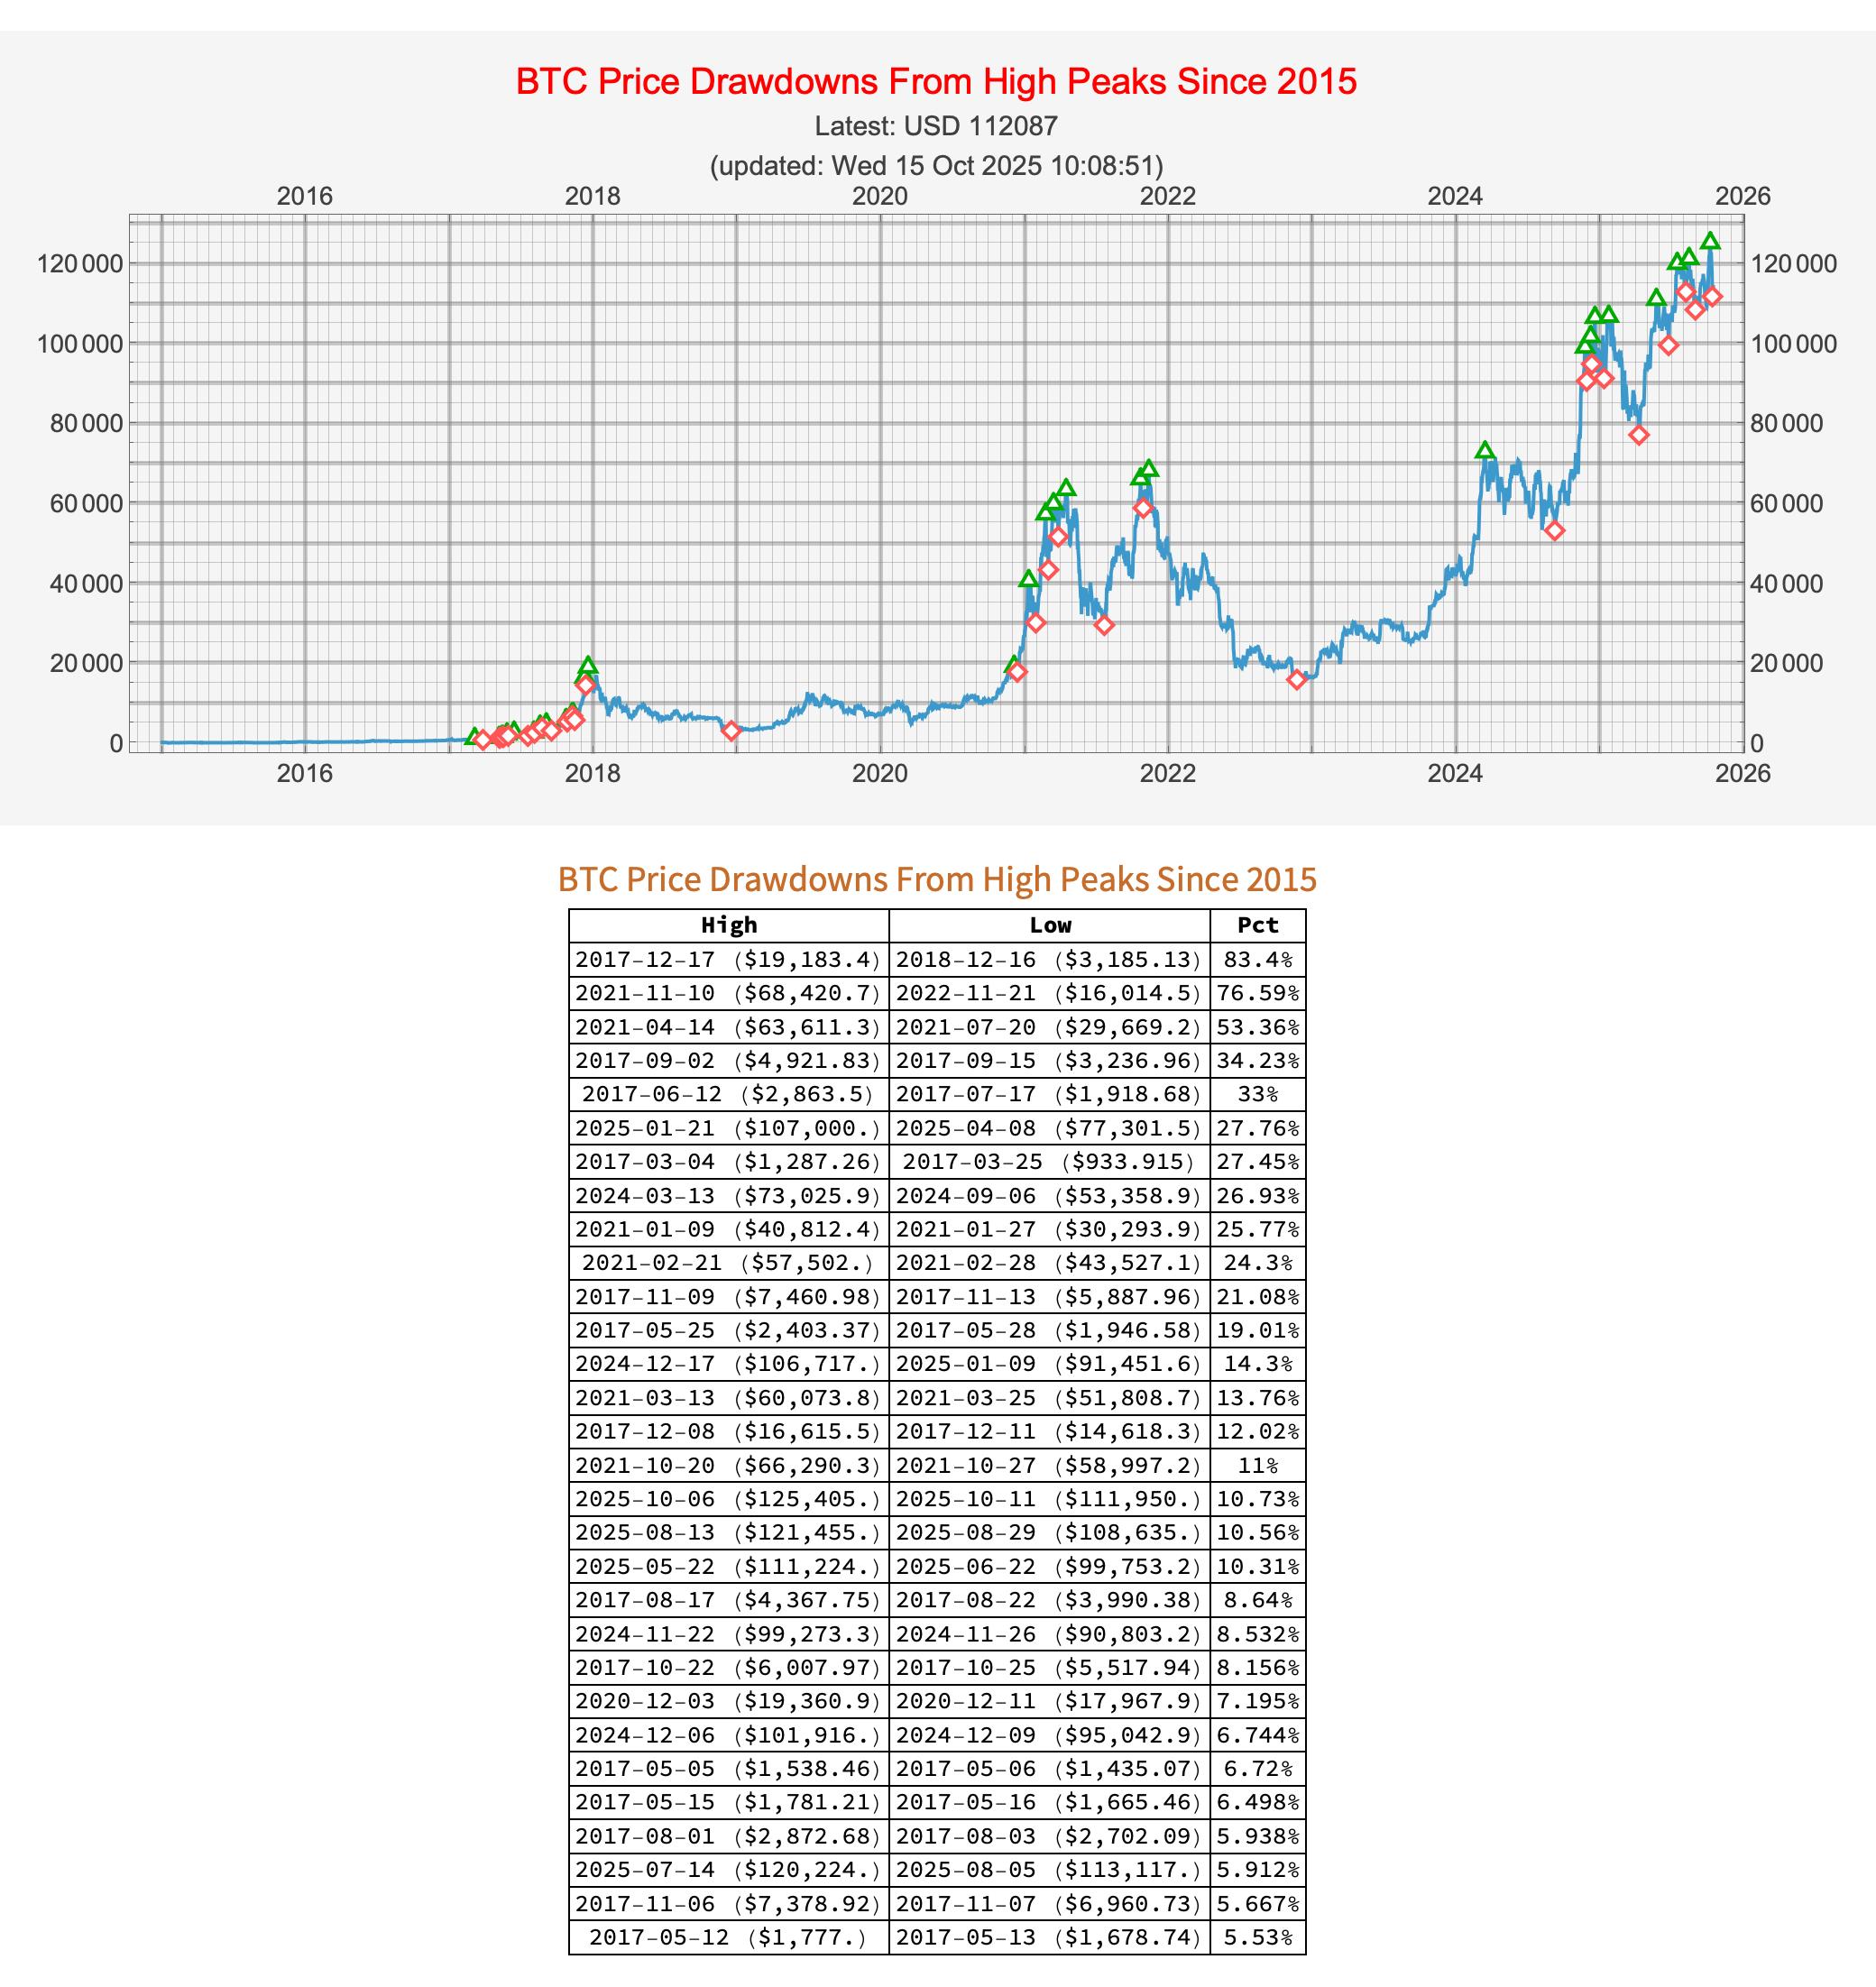 BTC Price Drawdowns From High Peaks Since 2015
Latest: USD 112087
(updated: Wed 15 Oct 2025 10:08:51)
2016 2018 2020 2022 2024 2026
120 000 120 000
100 000 100 000
80 000 80 000
60 000 60 000
40 000 40 000
20 000 20 000
0 0
2016 2018 2020 2022 2024 2026
BTC Price Drawdowns From High Peaks Since 2015
High Low Pct
2017-12-17 ($19,183.4) 2018-12-16 ($3,185.13) 83.4%
2021-11-10 ($68,420.7) 2022-11-21 ($16,014.5) 76.59%
2021-04-14 ($63,611.3) 2021-07-20 ($29,669.2) 53.36%
2017-09-02 ($4,921.83) 2017-09-15 ($3,236.96) 34.23%
2017-06-12 ($2,863.5) 2017-07-17 ($1,918.68) 33%
2025-01-21 ($107,000.) 2025-04-08 ($77,301.5) 27.76%
2017-03-04 ($1,287.26) 2017-03-25 ($933.915) 27.45%
2024-03-13 ($73,025.9) 2024-09-06 ($53,358.9) 26.93%
2021-01-09 ($40,812.4) 2021-01-27 ($30,293.9) 25.77%
2021-02-21 ($57,502.) 2021-02-28 ($43,527.1) 24.3%
2017-11-09 ($7,460.98) 2017-11-13 ($5,887.96) 21.08%
2017-05-25 ($2,403.37) 2017-05-28 ($1,946.58) 19.01%
2024-12-17 ($106,717.) 2025-01-09 ($91,451.6) 14.3%
2021-03-13 ($60,073.8) 2021-03-25 ($51,808.7) 13.76%
2017-12-08 ($16,615.5) 2017-12-11 ($14,618.3) 12.02%
2021-10-20 ($66,290.3) 2021-10-27 ($58,997.2) 11%
2025-10-06 ($125,405.) 2025-10-11 ($111,950.) 10.73%
2025-08-13 ($121,455.) 2025-08-29 ($108,635.) 10.56%
2025-05-22 ($111,224.) 2025-06-22 ($99,753.2) 10.31%
2017-08-17 ($4,367.75) 2017-08-22 ($3,990.38) 8.64%
2024-11-22 ($99,273.3) 2024-11-26 ($90,803.2) 8.532%
2017-10-22 ($6,007.97) 2017-10-25 ($5,517.94) 8.156%
2020-12-03 ($19,360.9) 2020-12-11 ($17,967.9) 7.195%
2024-12-06 ($101,916.) 2024-12-09 ($95,042.9) 6.744%
2017-05-05 ($1,538.46) 2017-05-06 ($1,435.07) 6.72%
2017-05-15 ($1,781.21) 2017-05-16 ($1,665.46) 6.498%
2017-08-01 ($2,872.68) 2017-08-03 ($2,702.09) 5.938%
2025-07-14 ($120,224.) 2025-08-05 ($113,117.) 5.912%
2017-11-06 ($7,378.92) 2017-11-07 ($6,960.73) 5.667%
2017-05-12 ($1,777.) 2017-05-13 ($1,678.74) 5.53%